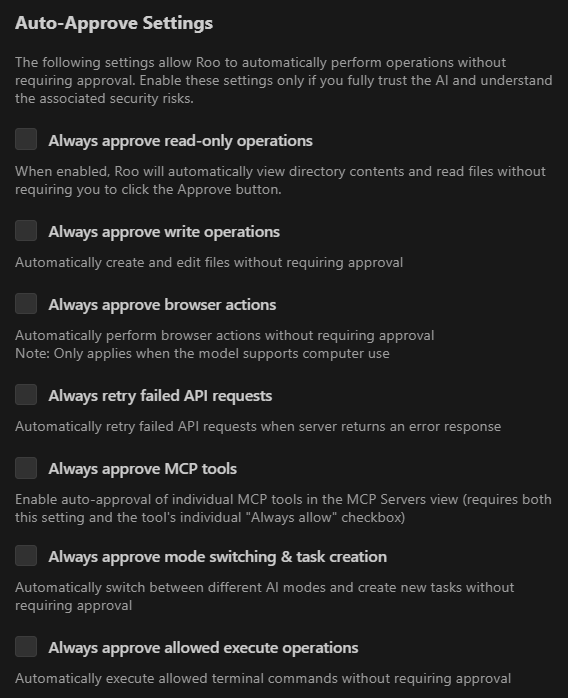 Auto-Approve Settings
The following settings allow Roo to automatically perform operations without
requiring approval. Enable these settings only if you fully trust the AI and understand
the associated security risks.
Always approve read-only operations
When enabled, Roo will automatically view directory contents and read files without
requiring you to click the Approve button.
Always approve write operations
Automatically create and edit files without requiring approval
Always approve browser actions
Automatically perform browser actions without requiring approval
Note: Only applies when the model supports computer use
Always retry failed API requests
Automatically retry failed API requests when server returns an error response
Always approve MCP tools
Enable auto-approval of individual MCP tools in the MCP Servers view (requires both
this setting and the tool's individual "Always allow" checkbox)
Always approve mode switching & task creation
Automatically switch between different AI modes and create new tasks without
requiring approval
Always approve allowed execute operations
Automatically execute allowed terminal commands without requiring approval